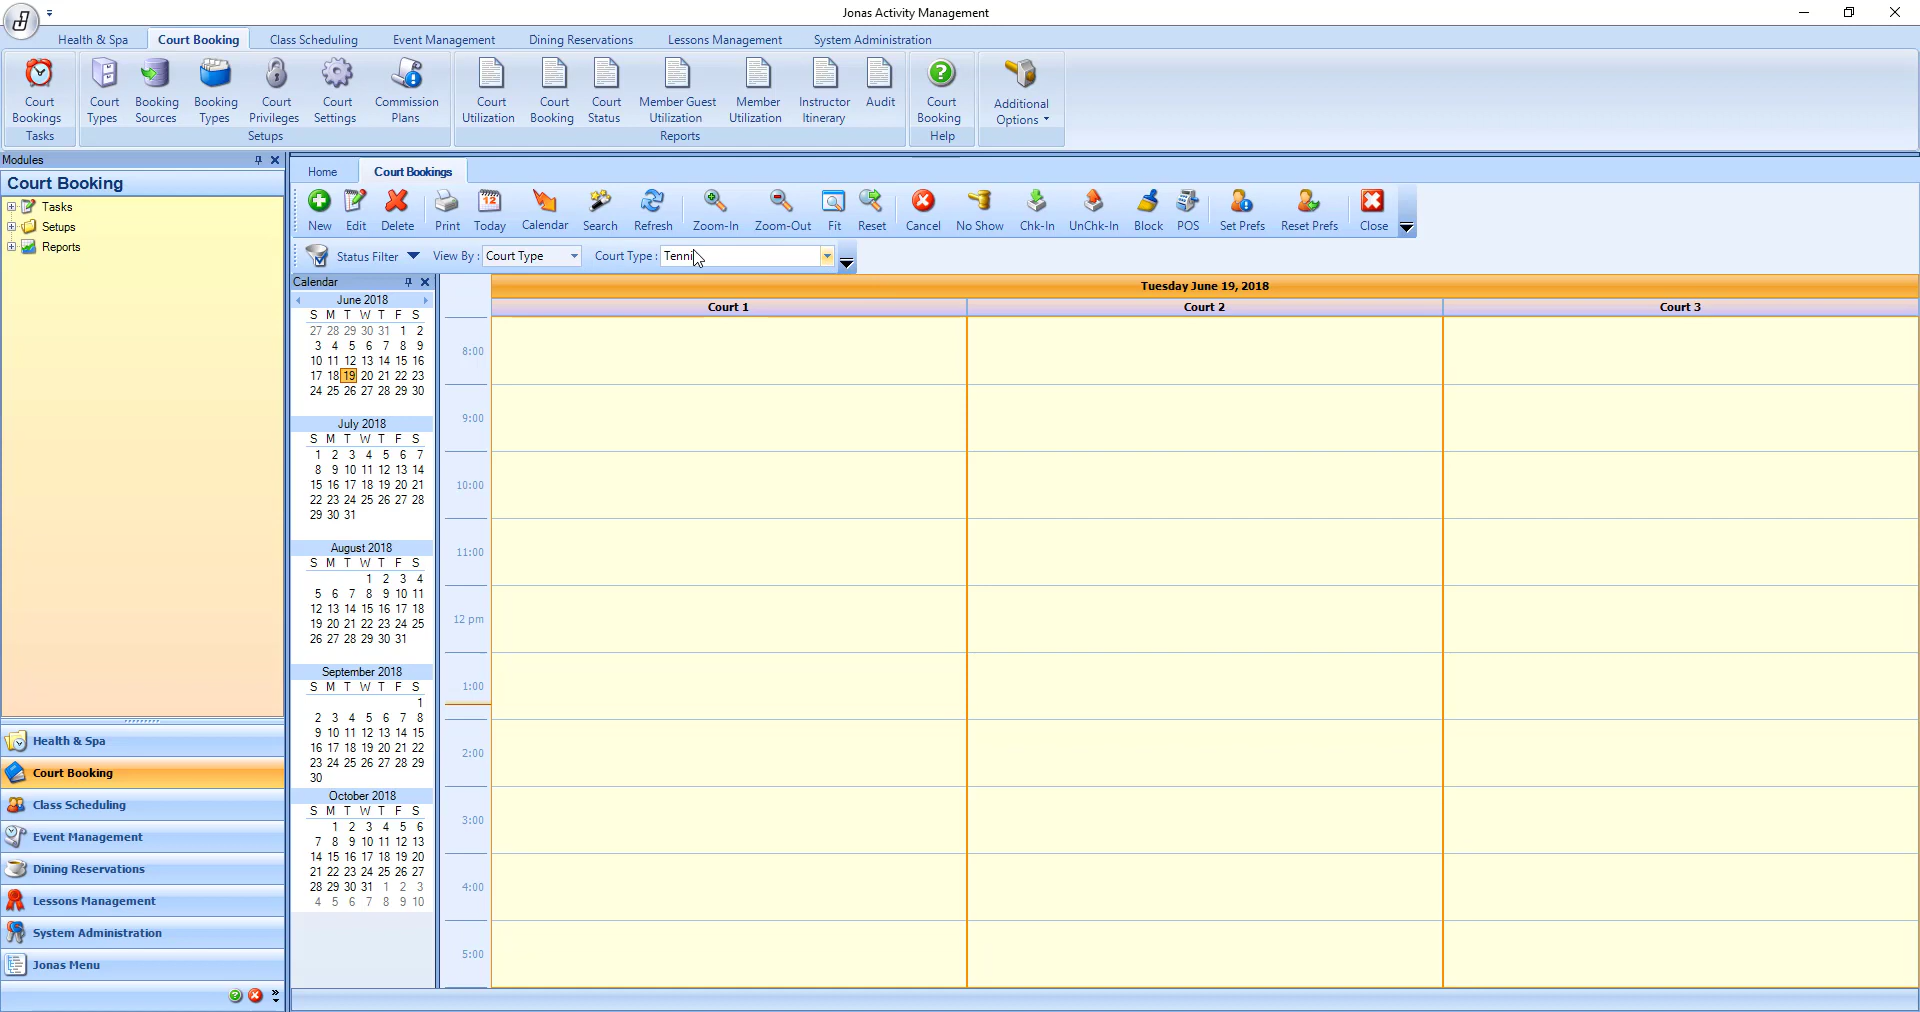 Jonas Activity Management
Health & Spa
Court Booking
Class Scheduling
Event Management
Dining Reservations
Lessons Management
System Administration
Court Bookings
Court Types
Booking Sources
Booking Types
Court Privileges
Court Settings
Commission Plans
Court Utilization
Court Booking
Court Status
Member Guest Utilization
Member Utilization
Instructor Itinerary
Audit
Court Booking
Additional Options
Tasks
Setups
Reports
Help
Modules
Court Booking
Tasks
Setups
Reports
Health & Spa
Court Booking
Class Scheduling
Event Management
Dining Reservations
Lessons Management
System Administration
Jonas Menu
Home
Court Bookings
New
Edit
Delete
Print
12
Today
Calendar
Search
Refresh
Zoom-In
Zoom-Out
Fit
Reset
Cancel
No Show
Chk-In
UnChk-In
Block
POS
Set Prefs
Reset Prefs
Close
Status Filter
View By :
Court Type
Court Type :
Tenni
Calendar
June 2018
S M T W T F S
27 28 29 30 31 1 2
3 4 5 6 7 8 9
10 11 12 13 14 15 16
17 18 19 20 21 22 23
24 25 26 27 28 29 30
July 2018
S M T W T F S
1 2 3 4 5 6 7
8 9 10 11 12 13 14
15 16 17 18 19 20 21
22 23 24 25 26 27 28
29 30 31
August 2018
S M T W T F S
1 2 3 4
5 6 7 8 9 10 11
12 13 14 15 16 17 18
19 20 21 22 23 24 25
26 27 28 29 30 31
September 2018
S M T W T F S
1
2 3 4 5 6 7 8
9 10 11 12 13 14 15
16 17 18 19 20 21 22
23 24 25 26 27 28 29
30
October 2018
S M T W T F S
1 2 3 4 5 6
7 8 9 10 11 12 13
14 15 16 17 18 19 20
21 22 23 24 25 26 27
28 29 30 31 1 2 3
4 5 6 7 8 9 10
Tuesday June 19, 2018
Court 1
Court 2
Court 3
8:00
9:00
10:00
11:00
12 pm
1:00
2:00
3:00
4:00
5:00